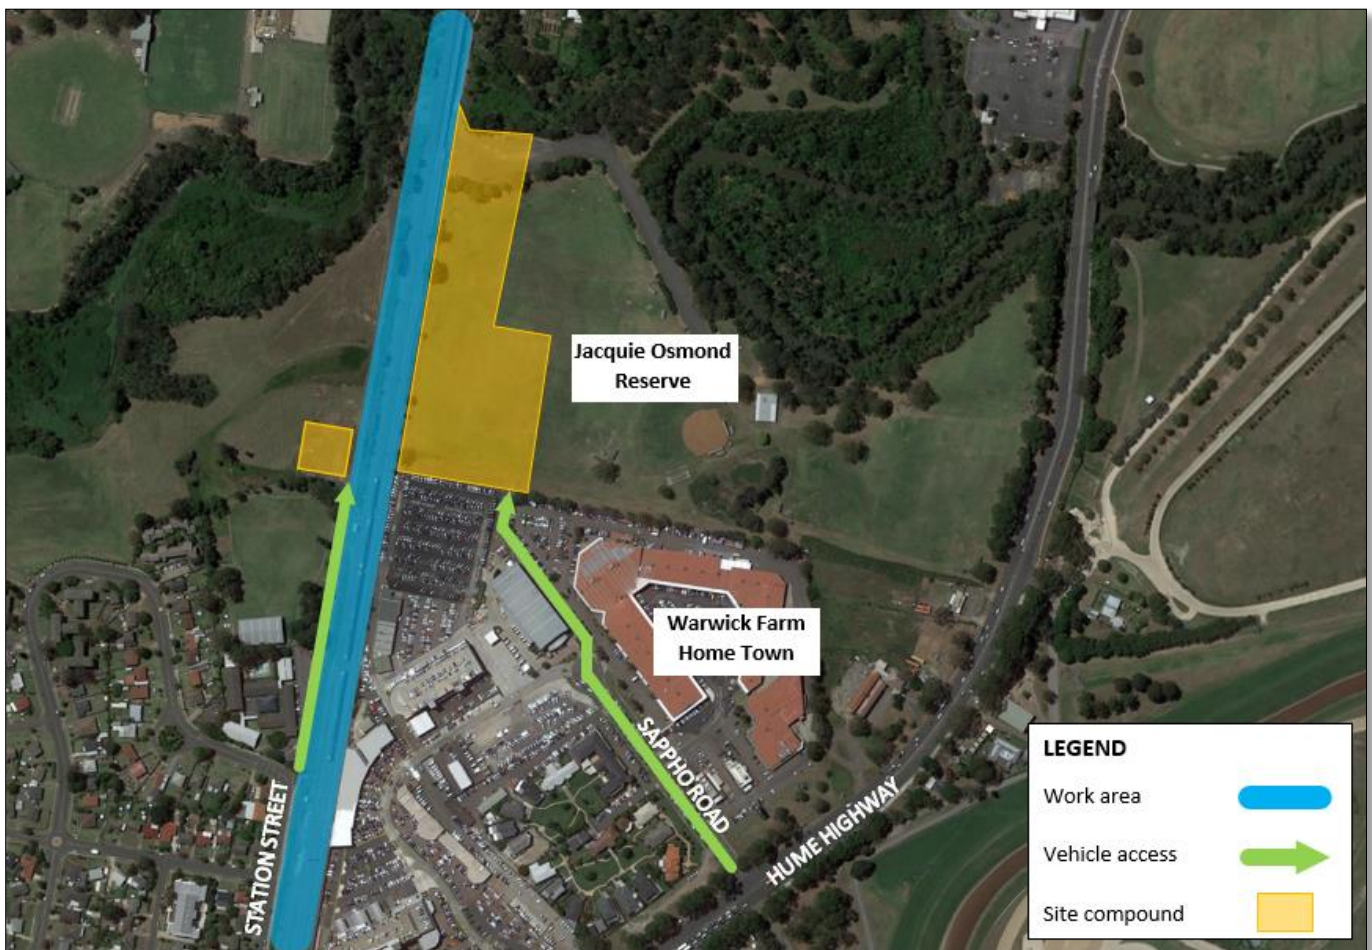 Jacquie Osmond
Reserve
Warwick Farm
Home Town
SAPPHO ROAD
HUME HIGHWAY
STATION STREET
LEGEND
Work area
Vehicle access
Site compound